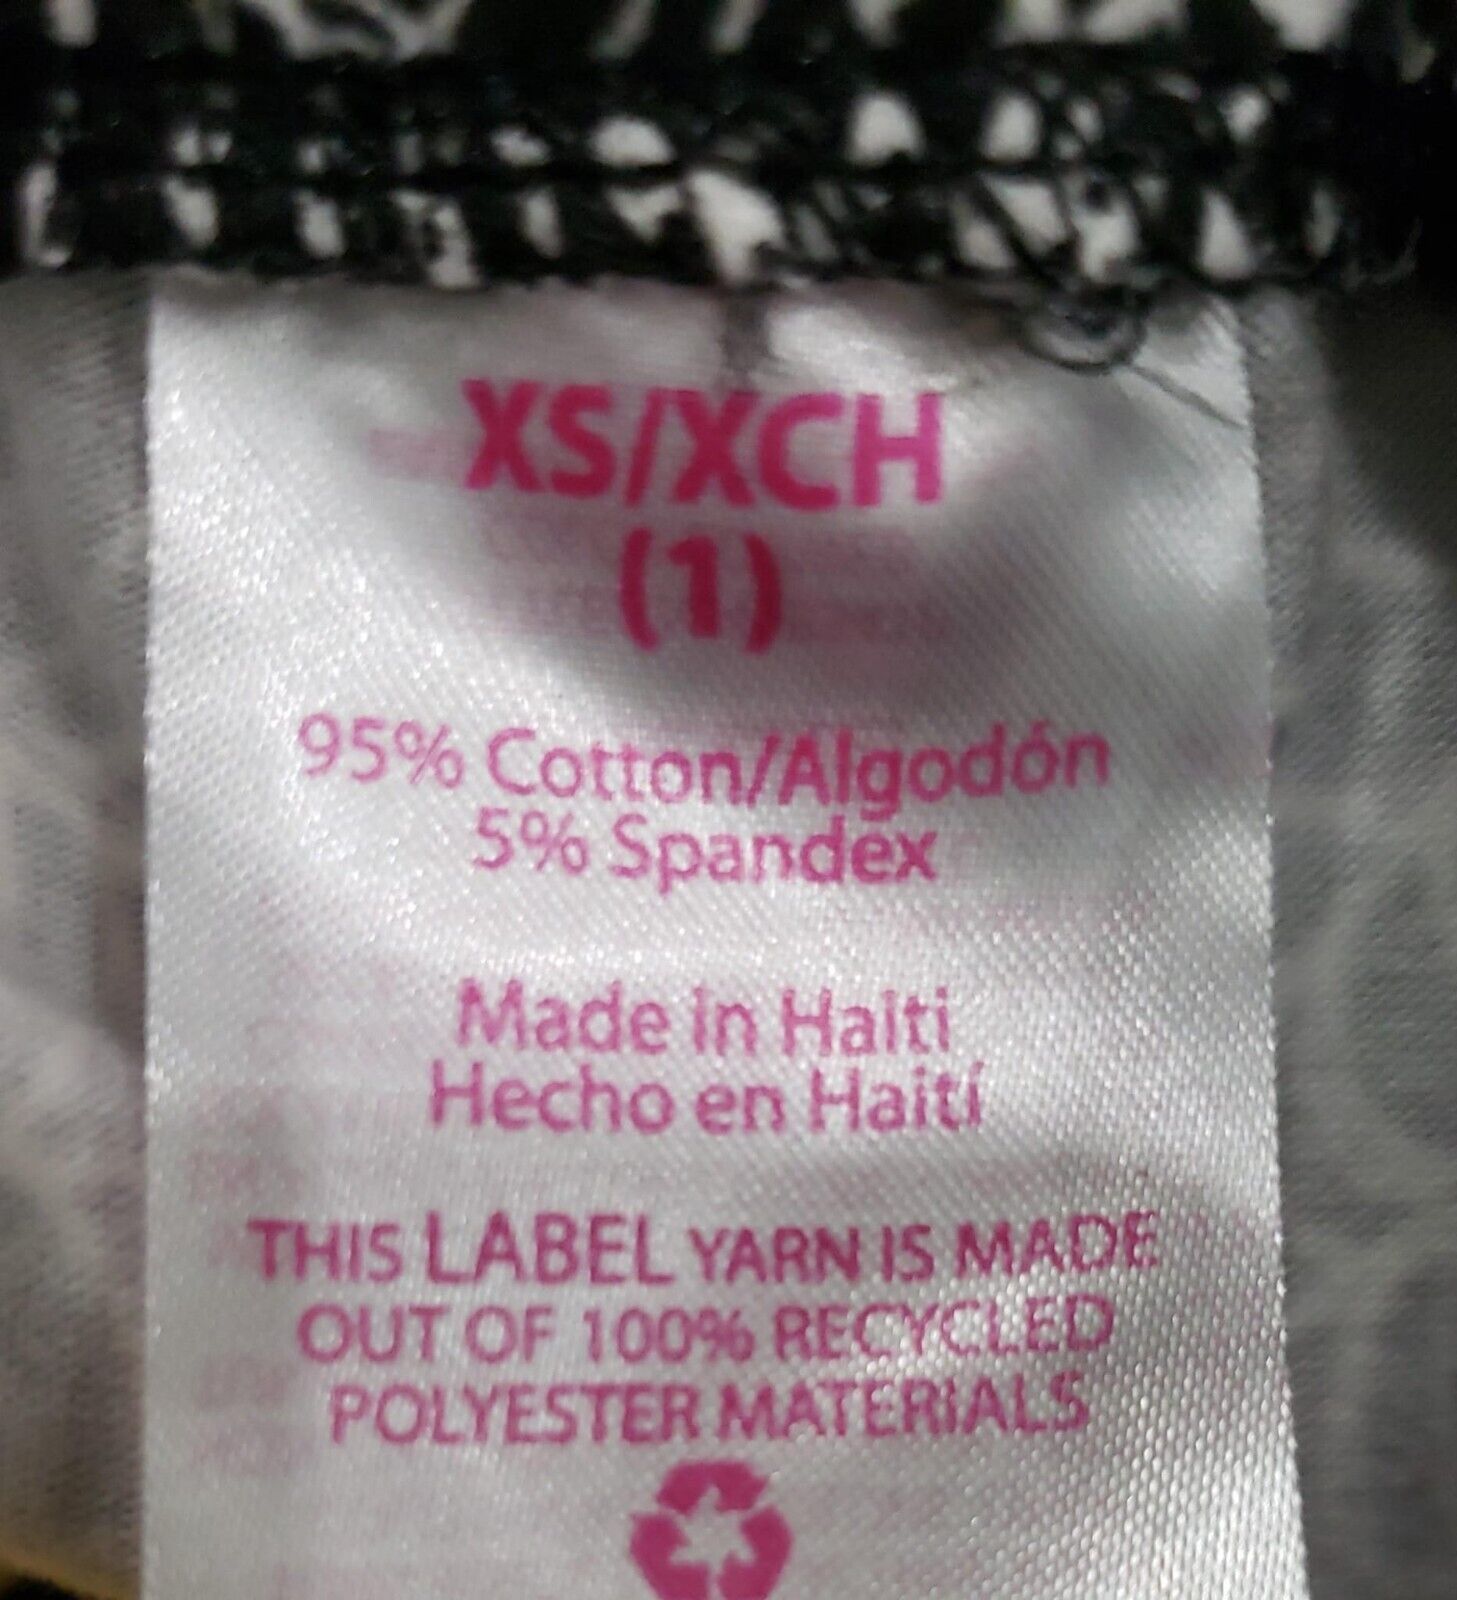 XS/XCH
(1)
95% Cotton/Algodón
5% Spandex
Made in Haiti
Hecho en Haití
THIS LABEL YARN IS MADE
OUT OF 100% RECYCLED
POLYESTER MATERIALS